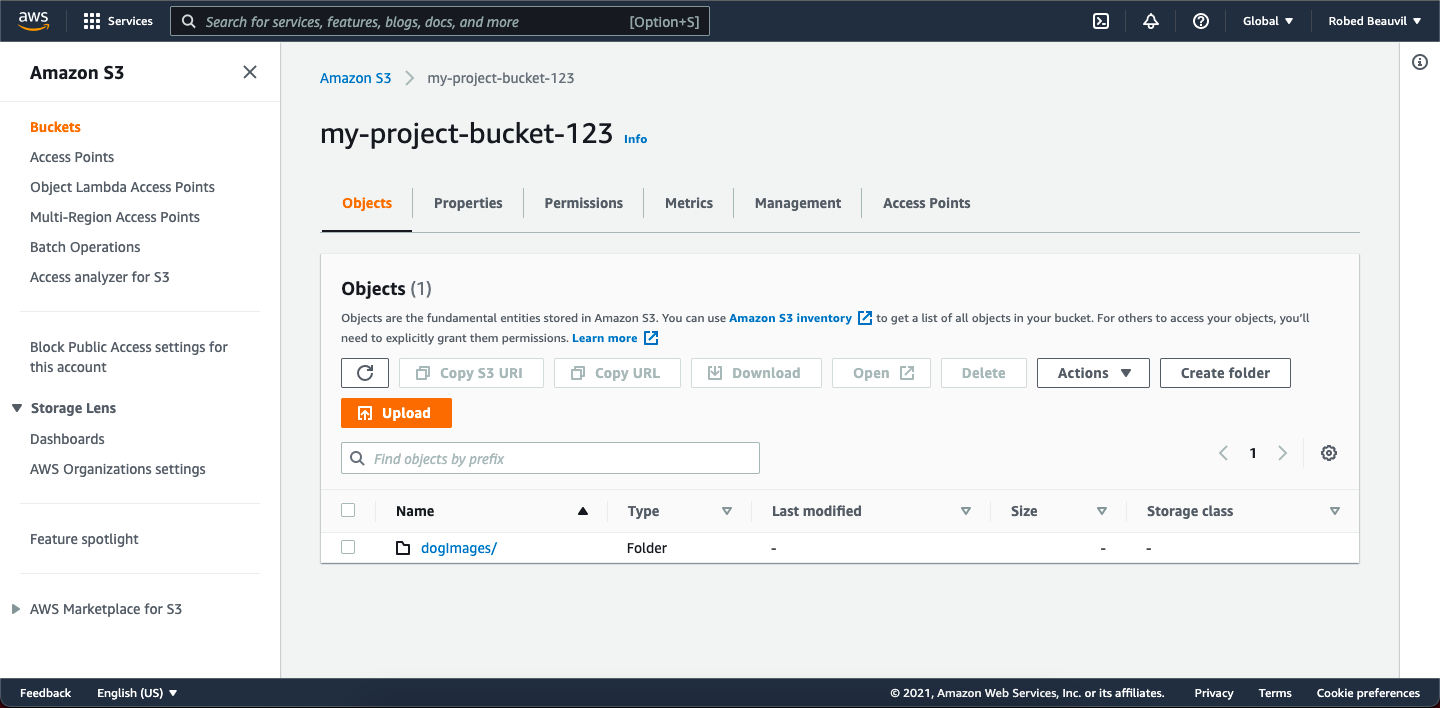 aws Services Search for services, features, blogs, docs, and more [Option+S] Global Robed Beauvil
Amazon S3
Buckets
Access Points
Object Lambda Access Points
Multi-Region Access Points
Batch Operations
Access analyzer for S3
Block Public Access settings for
this account
Storage Lens
Dashboards
AWS Organizations settings
Feature spotlight
AWS Marketplace for S3
Amazon S3 my-project-bucket-123
my-project-bucket-123 Info
Objects Properties Permissions Metrics Management Access Points
Objects (1)
Objects are the fundamental entities stored in Amazon S3. You can use Amazon S3 inventory to get a list of all objects in your bucket. For others to access your objects, you'll
need to explicitly grant them permissions. Learn more
Copy S3 URI Copy URL Download Open Delete Actions Create folder
Upload
Find objects by prefix 1
Name Type Last modified Size Storage class
dogImages/ Folder - - -
Feedback English (US) © 2021, Amazon Web Services, Inc. or its affiliates. Privacy Terms Cookie preferences